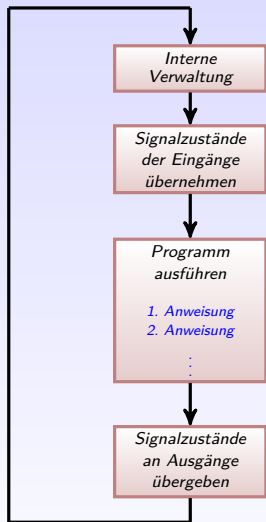 Interne
Verwaltung
Signalzustände
der Eingänge
übernehmen
Programm
ausführen
1. Anweisung
2. Anweisung
⋮
Signalzustände
an Ausgänge
übergeben